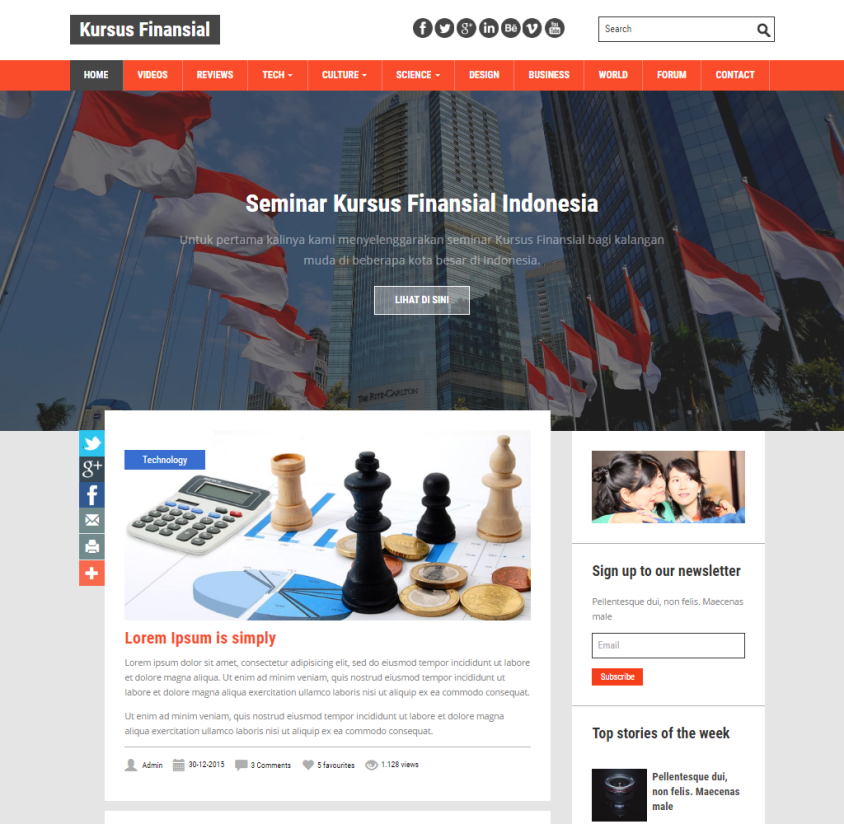 Kursus Finansial
Search
HOME VIDEOS REVIEWS TECH CULTURE SCIENCE DESIGN BUSINESS WORLD FORUM CONTACT
Seminar Kursus Finansial Indonesia
Untuk pertama kalinya kami menyelenggarakan seminar Kursus Finansial bagi kalangan
muda di beberapa kota besar di Indonesia.
LIHAT DI SINI
THE RITZ-CARLTON
Technology
Lorem Ipsum is simply
Lorem ipsum dolor sit amet, consectetur adipisicing elit, sed do eiusmod tempor incididunt ut labore
et dolore magna aliqua. Ut enim ad minim veniam, quis nostrud eiusmod tempor incididunt ut
labore et dolore magna aliqua exercitation ullamco laboris nisi ut aliquip ex ea commodo consequat.
Ut enim ad minim veniam, quis nostrud eiusmod tempor incididunt ut labore et dolore magna
aliqua exercitation ullamco laboris nisi ut aliquip ex ea commodo consequat.
Admin 30-12-2015 3 Comments 5 favourites 1.128 views
Sign up to our newsletter
Pellentesque dui, non felis. Maecenas
male
Email
Subscribe
Top stories of the week
Pellentesque dui,
non felis. Maecenas
male